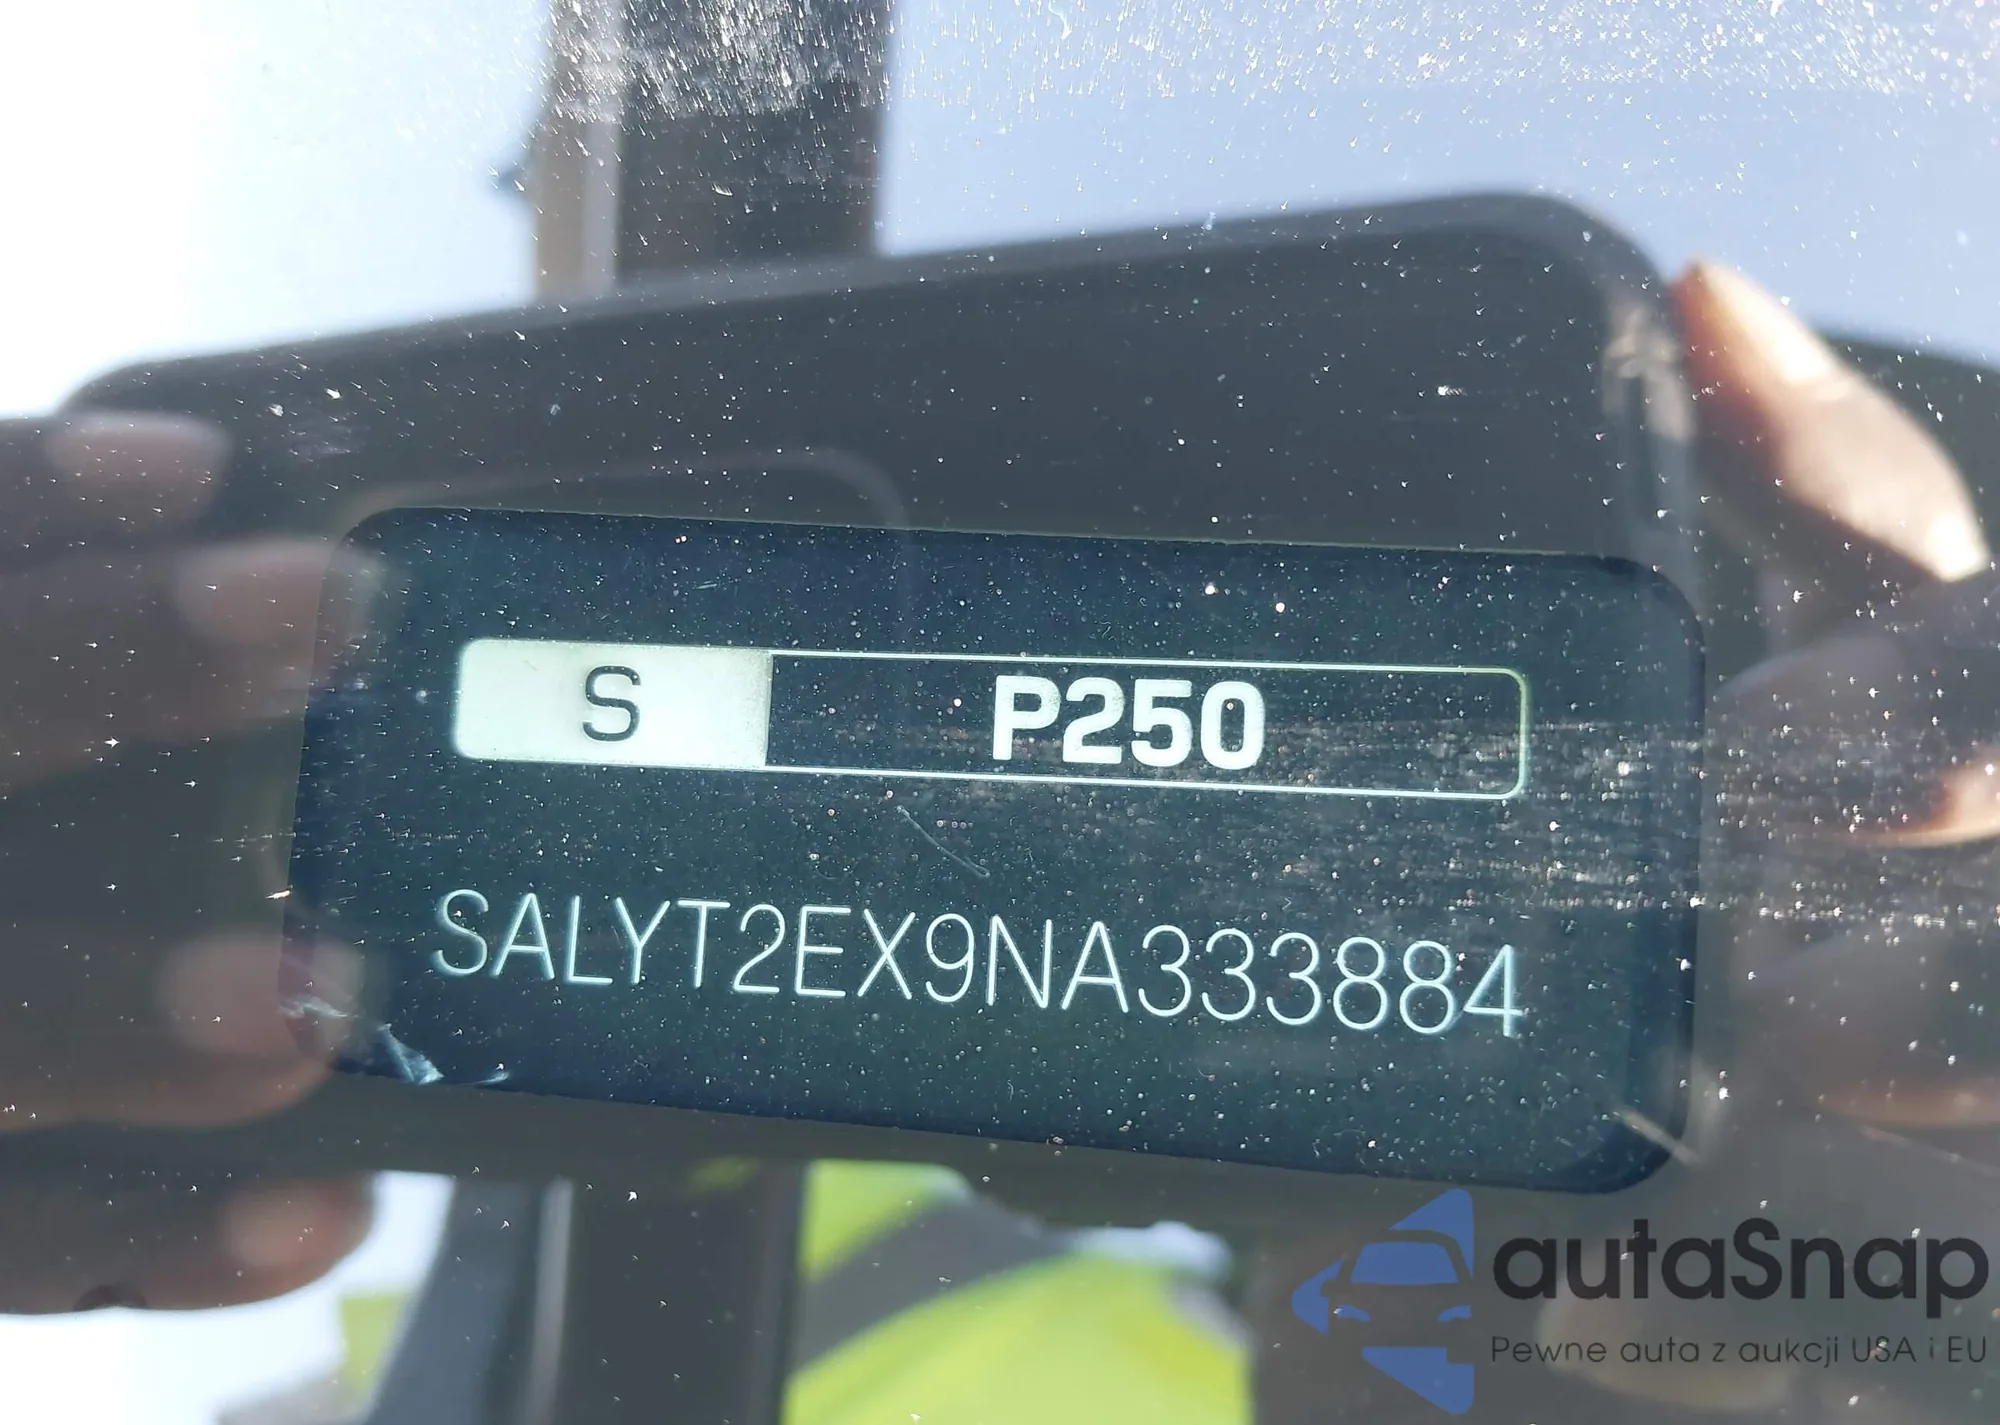 S P250
SALYT2EX9NA333884
autaSnap
Pewne auta z aukcji USA i EU